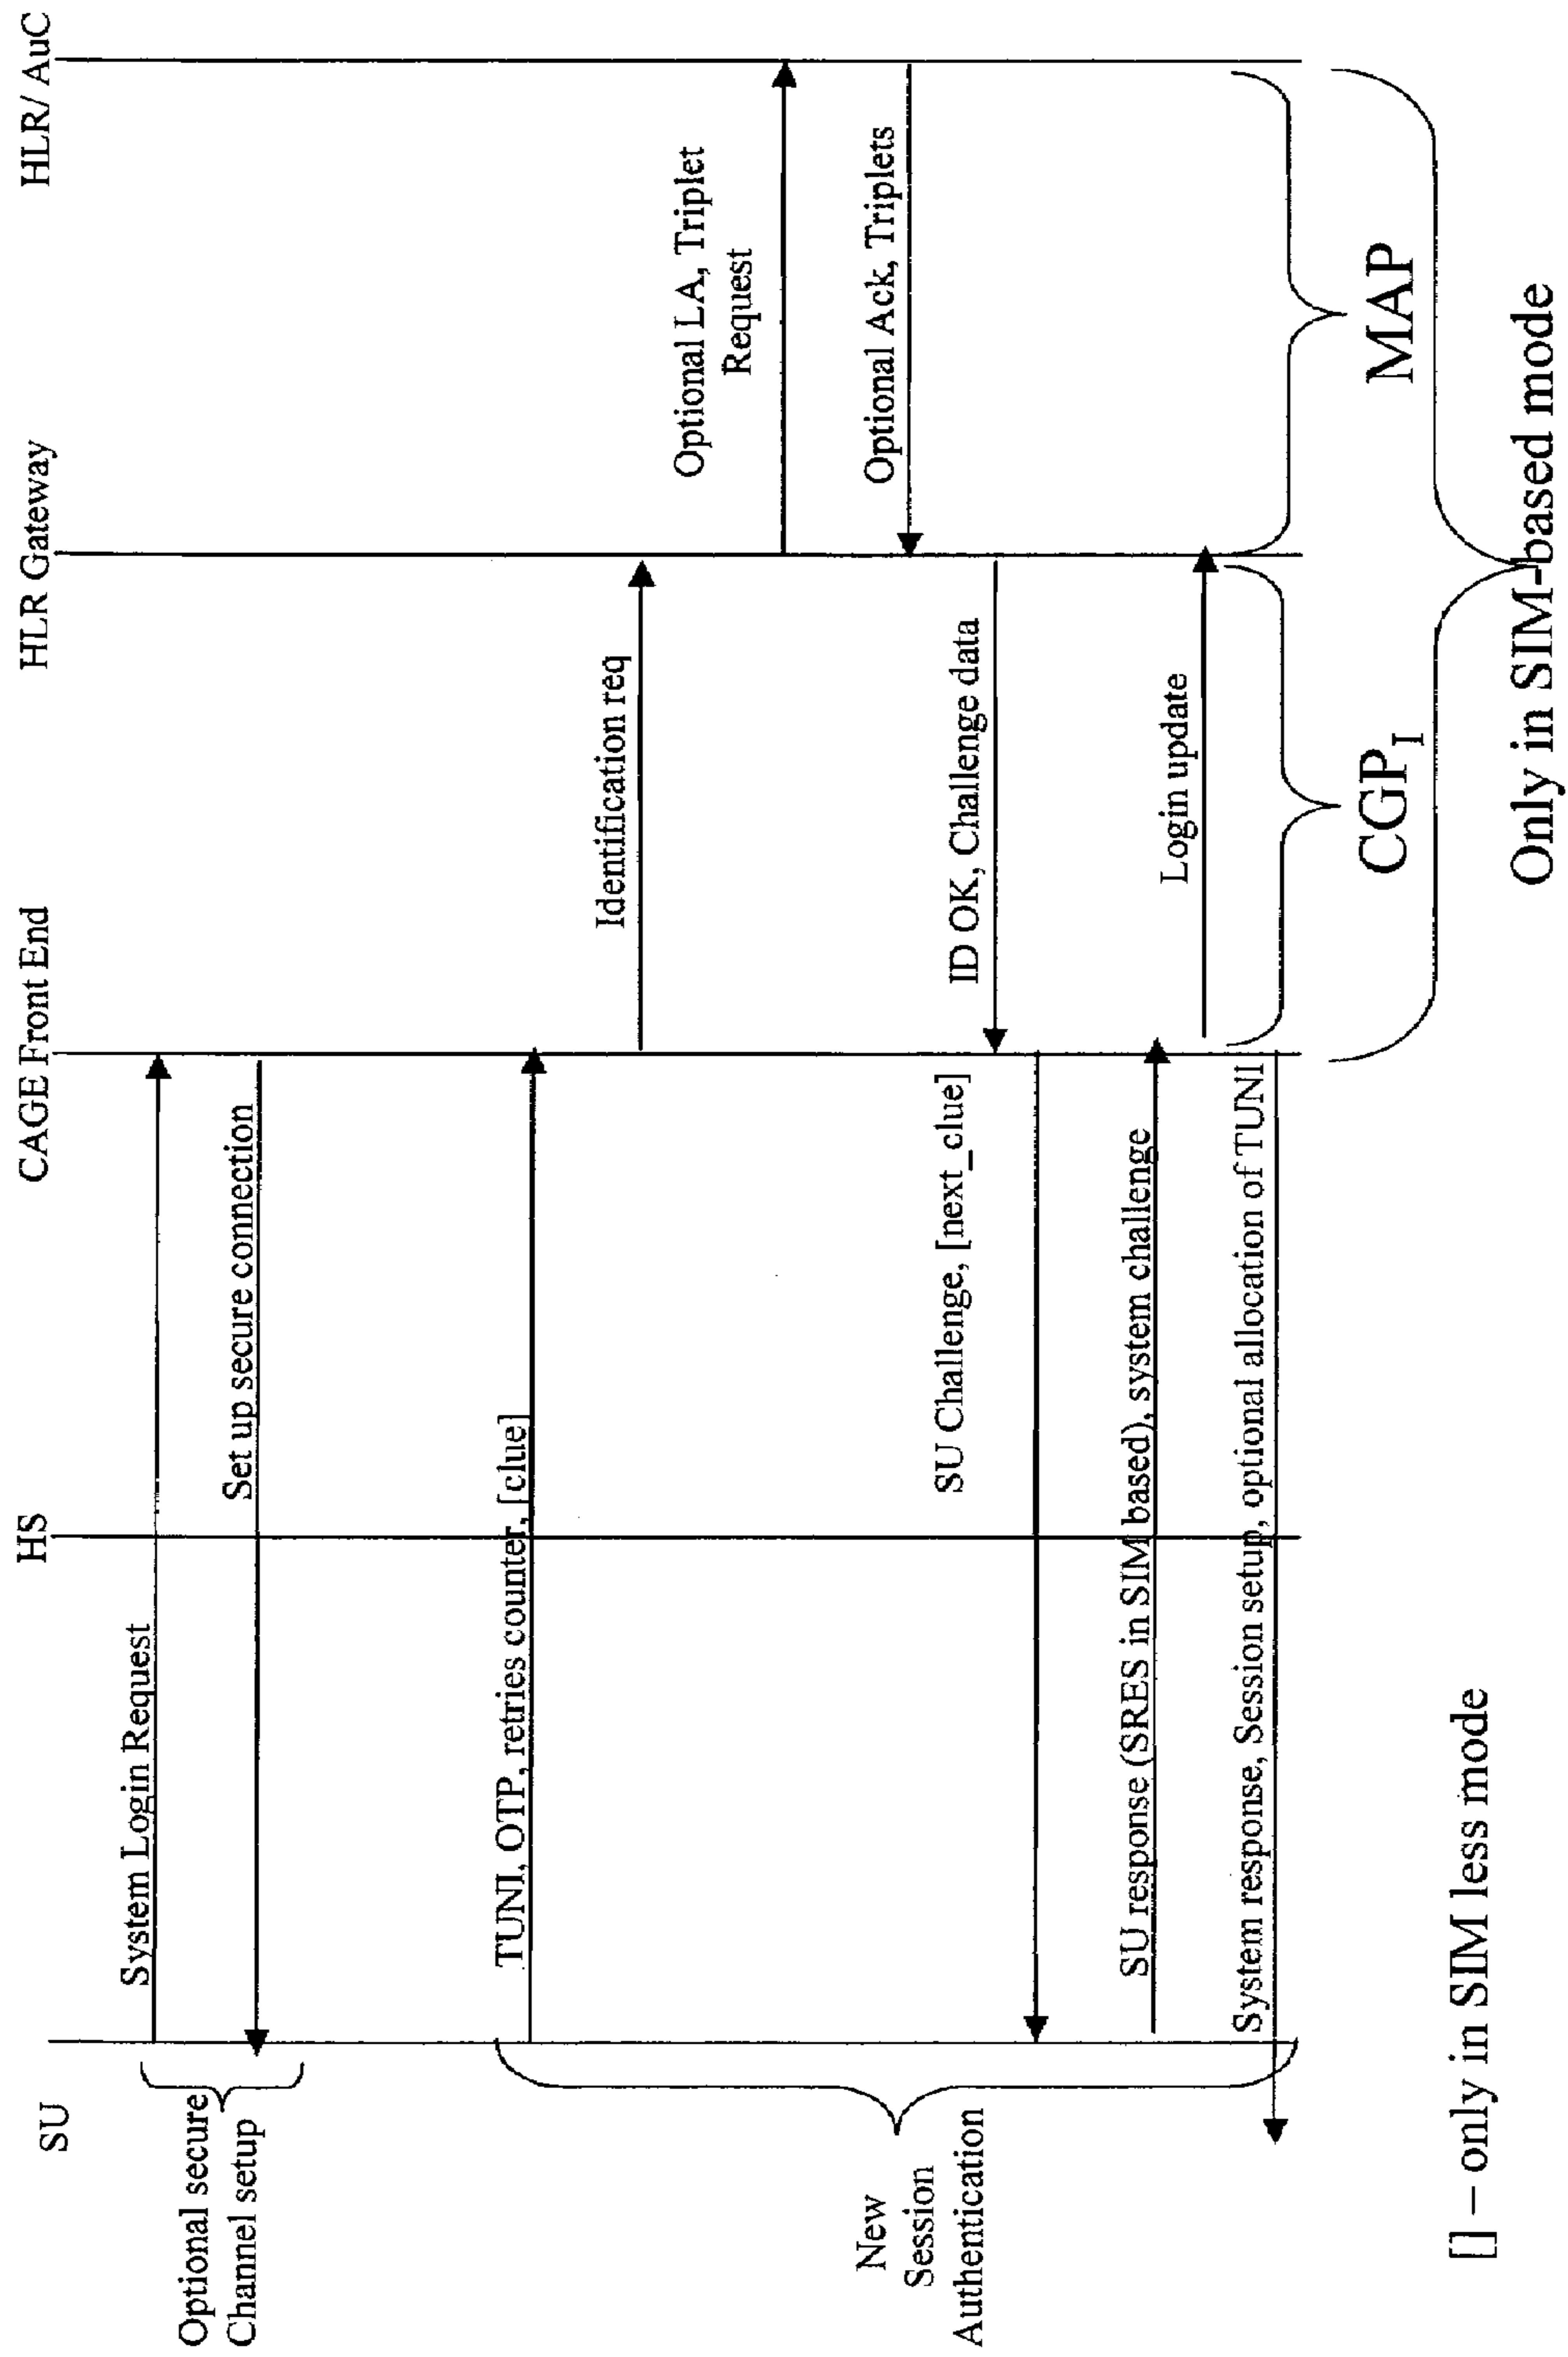 SU
HS
CAGE Front End
HLR Gateway
HLR/ AuC
Optional secure
Channel setup
System Login Request
Set up secure connection
New
Session
Authentication
TUNI, OTP, retries counter, [clue]
Identification req
Optional LA, Triplet
Request
Optional Ack, Triplets
ID OK, Challenge data
SU Challenge, [next_clue]
SU response (SRES in SIM based), system challenge
Login update
System response, Session setup, optional allocation of TUNI
CGPI
MAP
[] – only in SIM less mode
Only in SIM-based mode